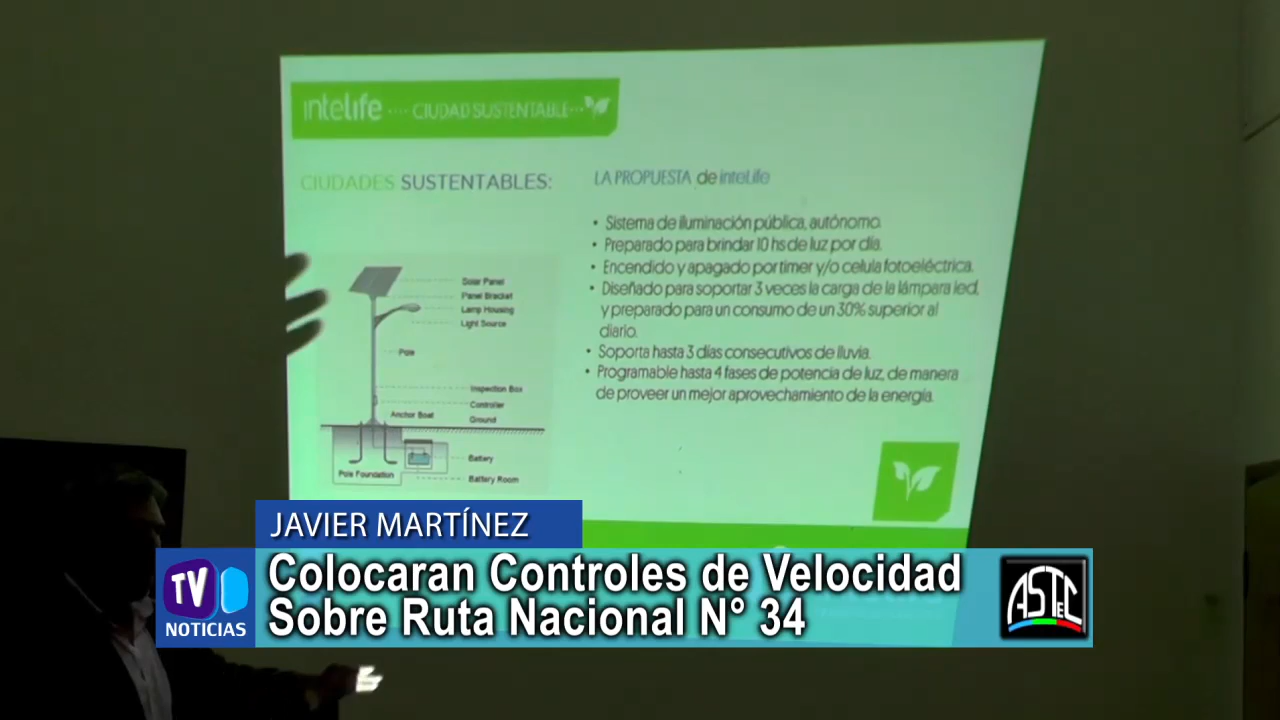 intelife ···· CIUDAD SUSTENTABLE ···
CIUDADES SUSTENTABLES:
Solar Panel
Panel Bracket
Lamp Housing
Light Source
Pole
Inspection Box
Controller
Anchor Boat
Ground
Battery
Pole Foundation
Battery Room
LA PROPUESTA de inteLife
• Sistema de iluminación pública, autónomo.
• Preparado para brindar 10 hs de luz por día.
• Encendido y apagado por timer y/o celula fotoeléctrica.
• Diseñado para soportar 3 veces la carga de la lámpara led,
y preparado para un consumo de un 30% superior al
diario.
• Soporta hasta 3 días consecutivos de lluvia.
• Programable hasta 4 fases de potencia de luz, de manera
de proveer un mejor aprovechamiento de la energía.
JAVIER MARTÍNEZ
TV
NOTICIAS
Colocaran Controles de Velocidad
Sobre Ruta Nacional N° 34
ASTEC